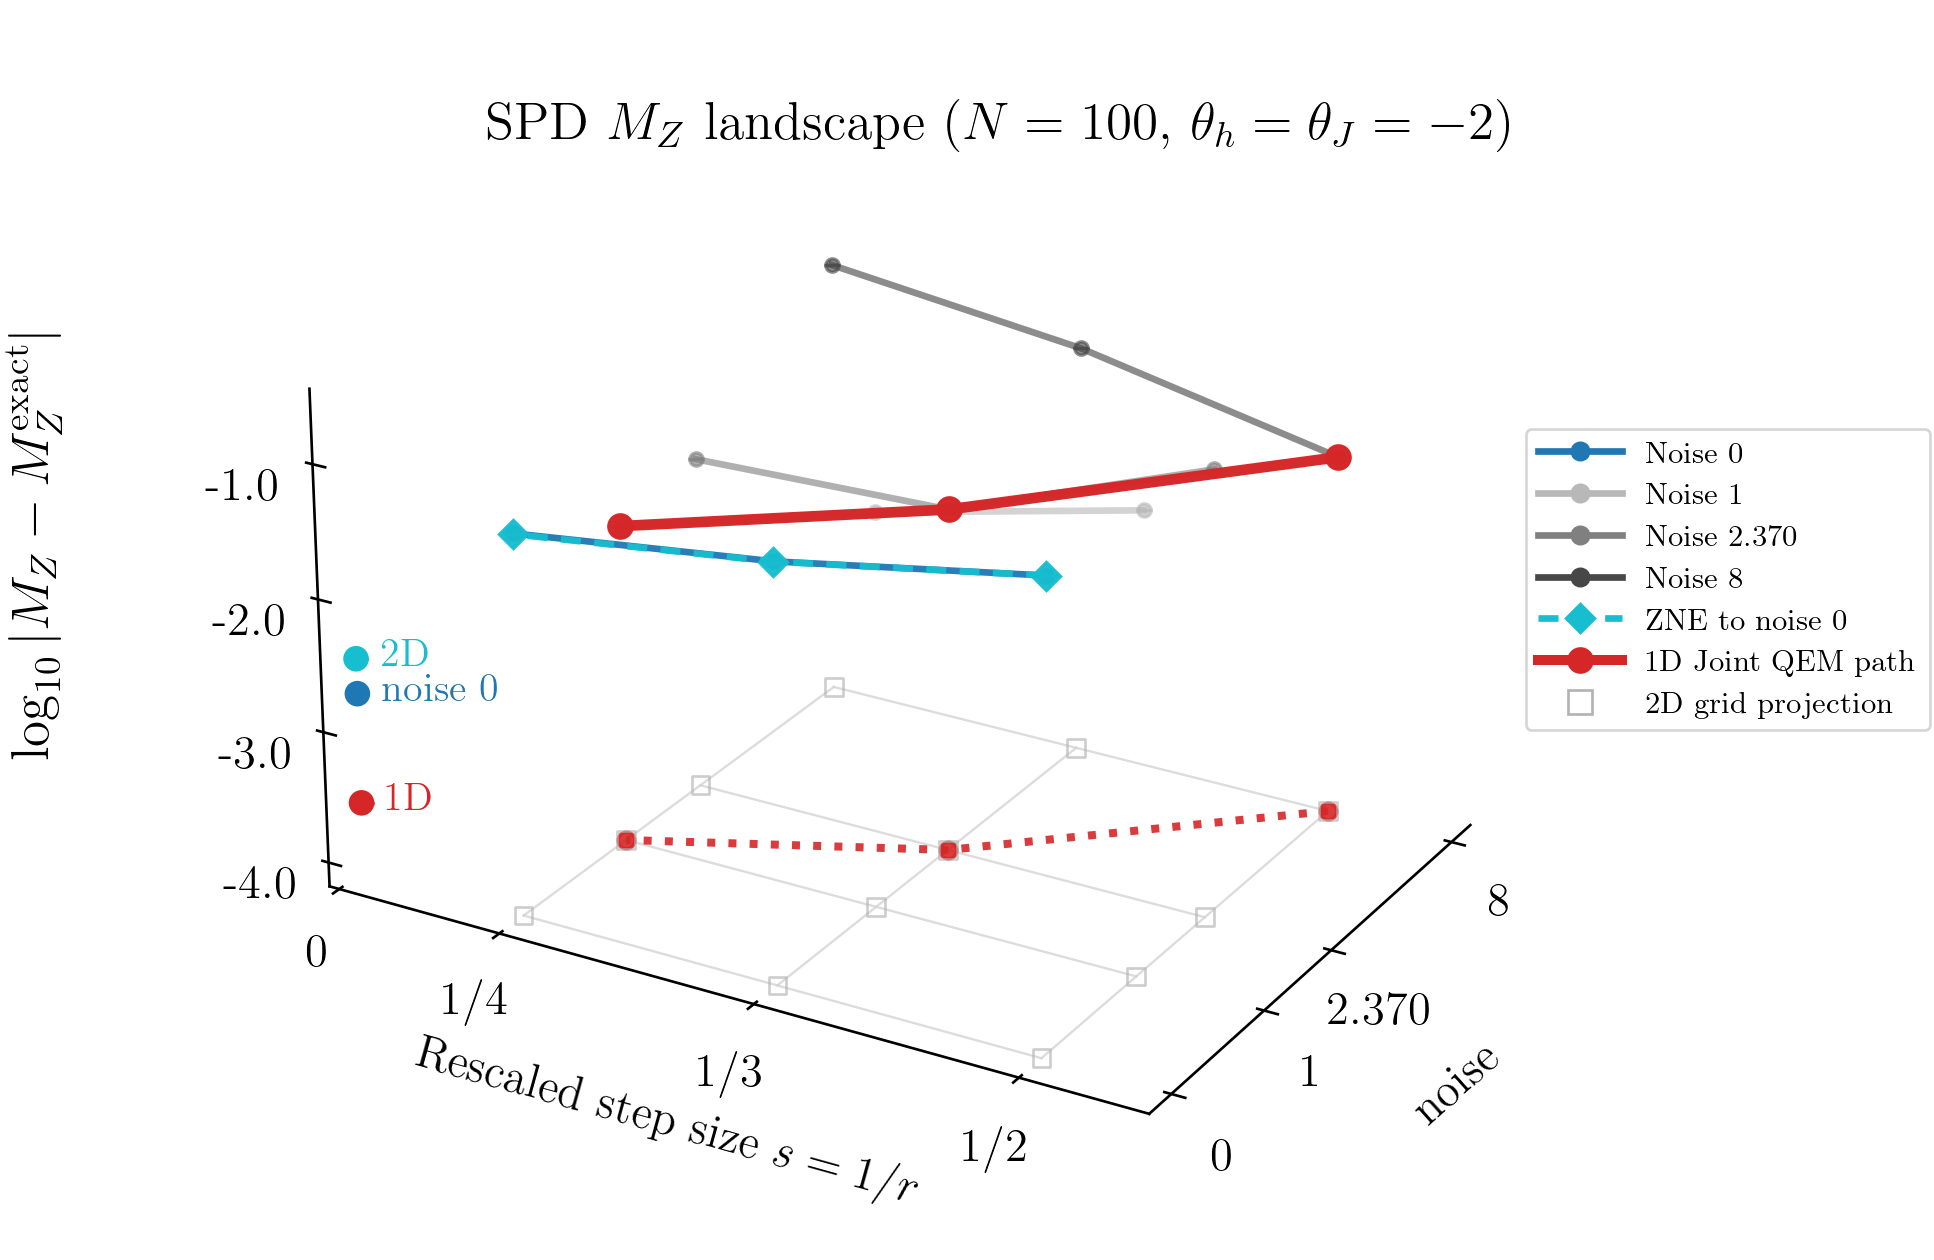 SPD $M_Z$ landscape ($N = 100$, $\theta_h = \theta_J = -2$)
$\log_{10} |M_Z - M_Z^{\mathrm{exact}}|$
-1.0
-2.0
-3.0
-4.0
2D
noise 0
1D
0
1/4
1/3
1/2
Rescaled step size $s = 1/r$
0
1
2.370
8
noise
Noise 0
Noise 1
Noise 2.370
Noise 8
ZNE to noise 0
1D Joint QEM path
2D grid projection